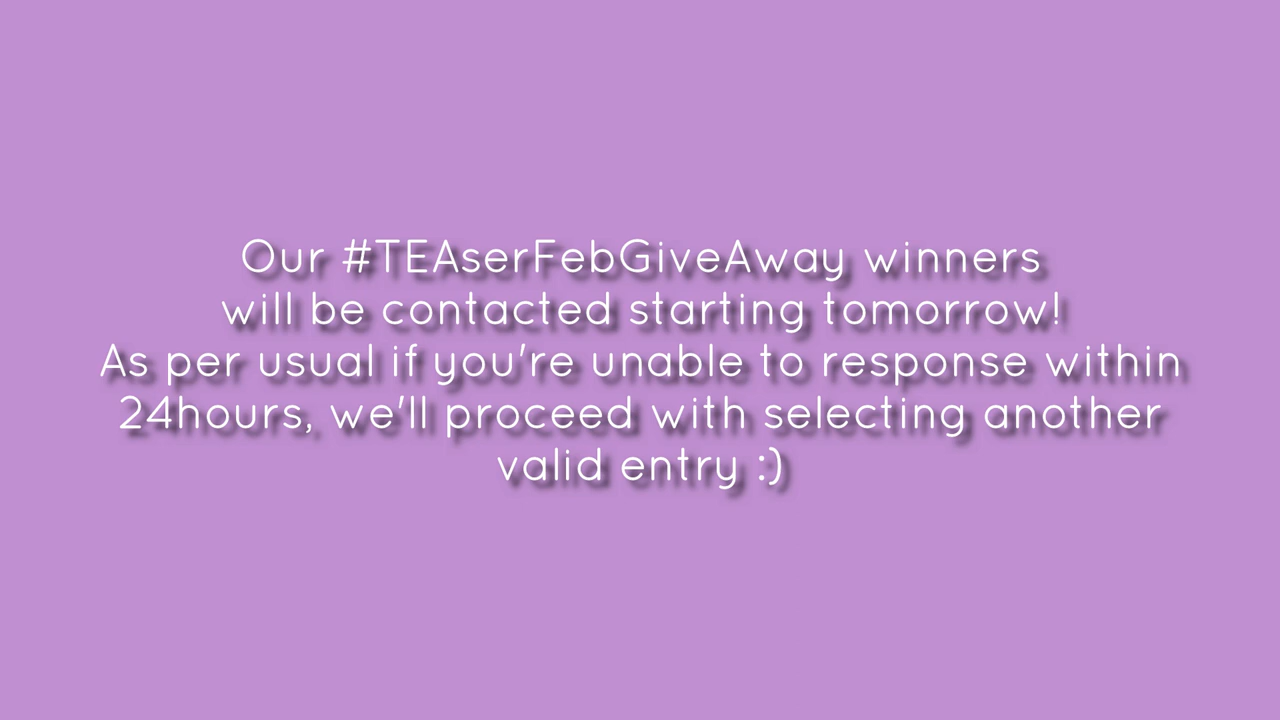 Our #TEAserFebGiveAway winners
will be contacted starting tomorrow!
As per usual if you're unable to response within
24hours, we'll proceed with selecting another
valid entry :)